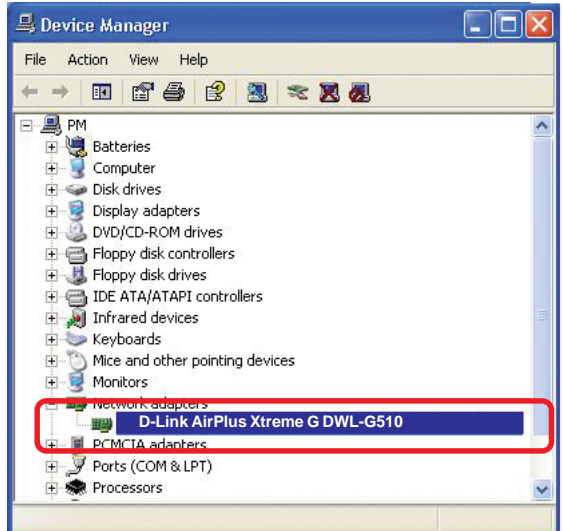 Device Manager
File Action View Help
PM
Batteries
Computer
Disk drives
Display adapters
DVD/CD-ROM drives
Floppy disk controllers
Floppy disk drives
IDE ATA/ATAPI controllers
Infrared devices
Keyboards
Mice and other pointing devices
Monitors
Network adapters
D-Link AirPlus Xtreme G DWL-G510
PCMCIA adapters
Ports (COM & LPT)
Processors